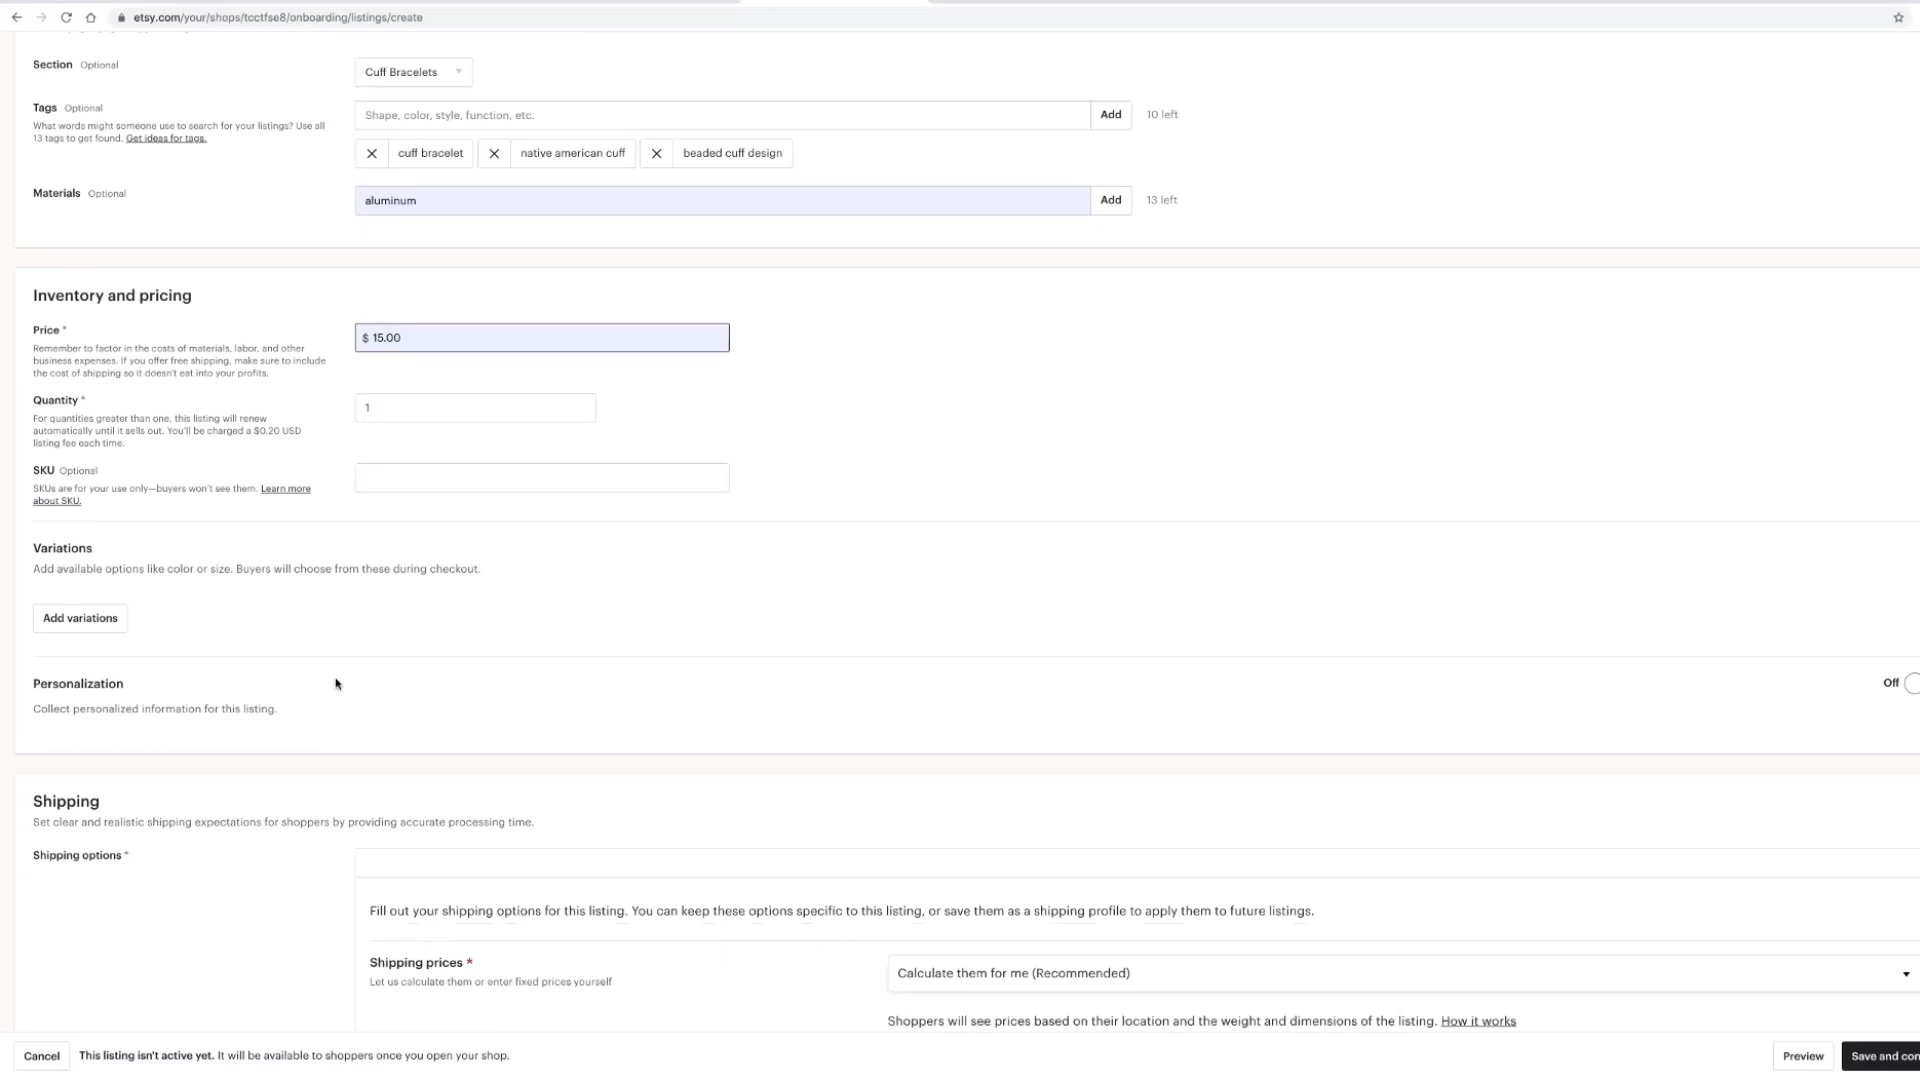 etsy.com/your/shops/tcctfse8/onboarding/listings/create
Section Optional
Cuff Bracelets
Tags Optional
What words might someone use to search for your listings? Use all
13 tags to get found. Get ideas for tags.
Shape, color, style, function, etc.
Add
10 left
cuff bracelet
native american cuff
beaded cuff design
Materials Optional
aluminum
Add
13 left
Inventory and pricing
Price *
Remember to factor in the costs of materials, labor, and other
business expenses. If you offer free shipping, make sure to include
the cost of shipping so it doesn't eat into your profits.
$ 15.00
Quantity *
For quantities greater than one, this listing will renew
automatically until it sells out. You'll be charged a $0.20 USD
listing fee each time.
1
SKU Optional
SKUs are for your use only—buyers won't see them. Learn more
about SKU.
Variations
Add available options like color or size. Buyers will choose from these during checkout.
Add variations
Personalization
Collect personalized information for this listing.
Off
Shipping
Set clear and realistic shipping expectations for shoppers by providing accurate processing time.
Shipping options *
Fill out your shipping options for this listing. You can keep these options specific to this listing, or save them as a shipping profile to apply them to future listings.
Shipping prices *
Let us calculate them or enter fixed prices yourself
Calculate them for me (Recommended)
Shoppers will see prices based on their location and the weight and dimensions of the listing. How it works
Cancel
This listing isn't active yet. It will be available to shoppers once you open your shop.
Preview
Save and con